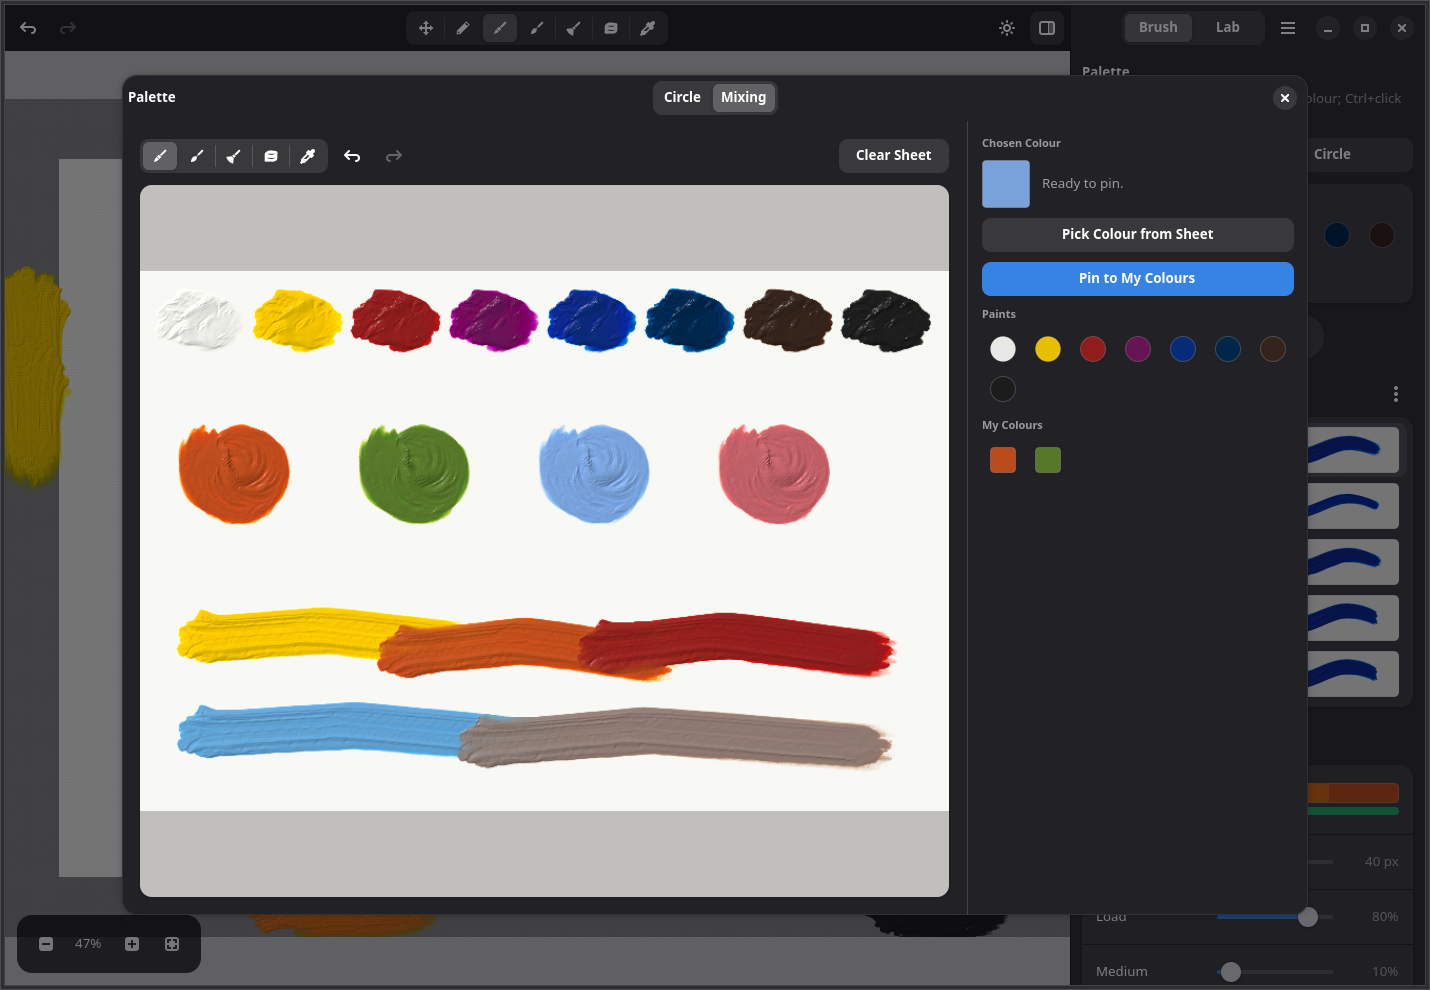 Brush
Lab
Palette
olour; Ctrl+click
Circle
Palette
Circle
Mixing
Clear Sheet
Chosen Colour
Ready to pin.
Pick Colour from Sheet
Pin to My Colours
Paints
My Colours
40 px
Load
80%
47%
Medium
10%